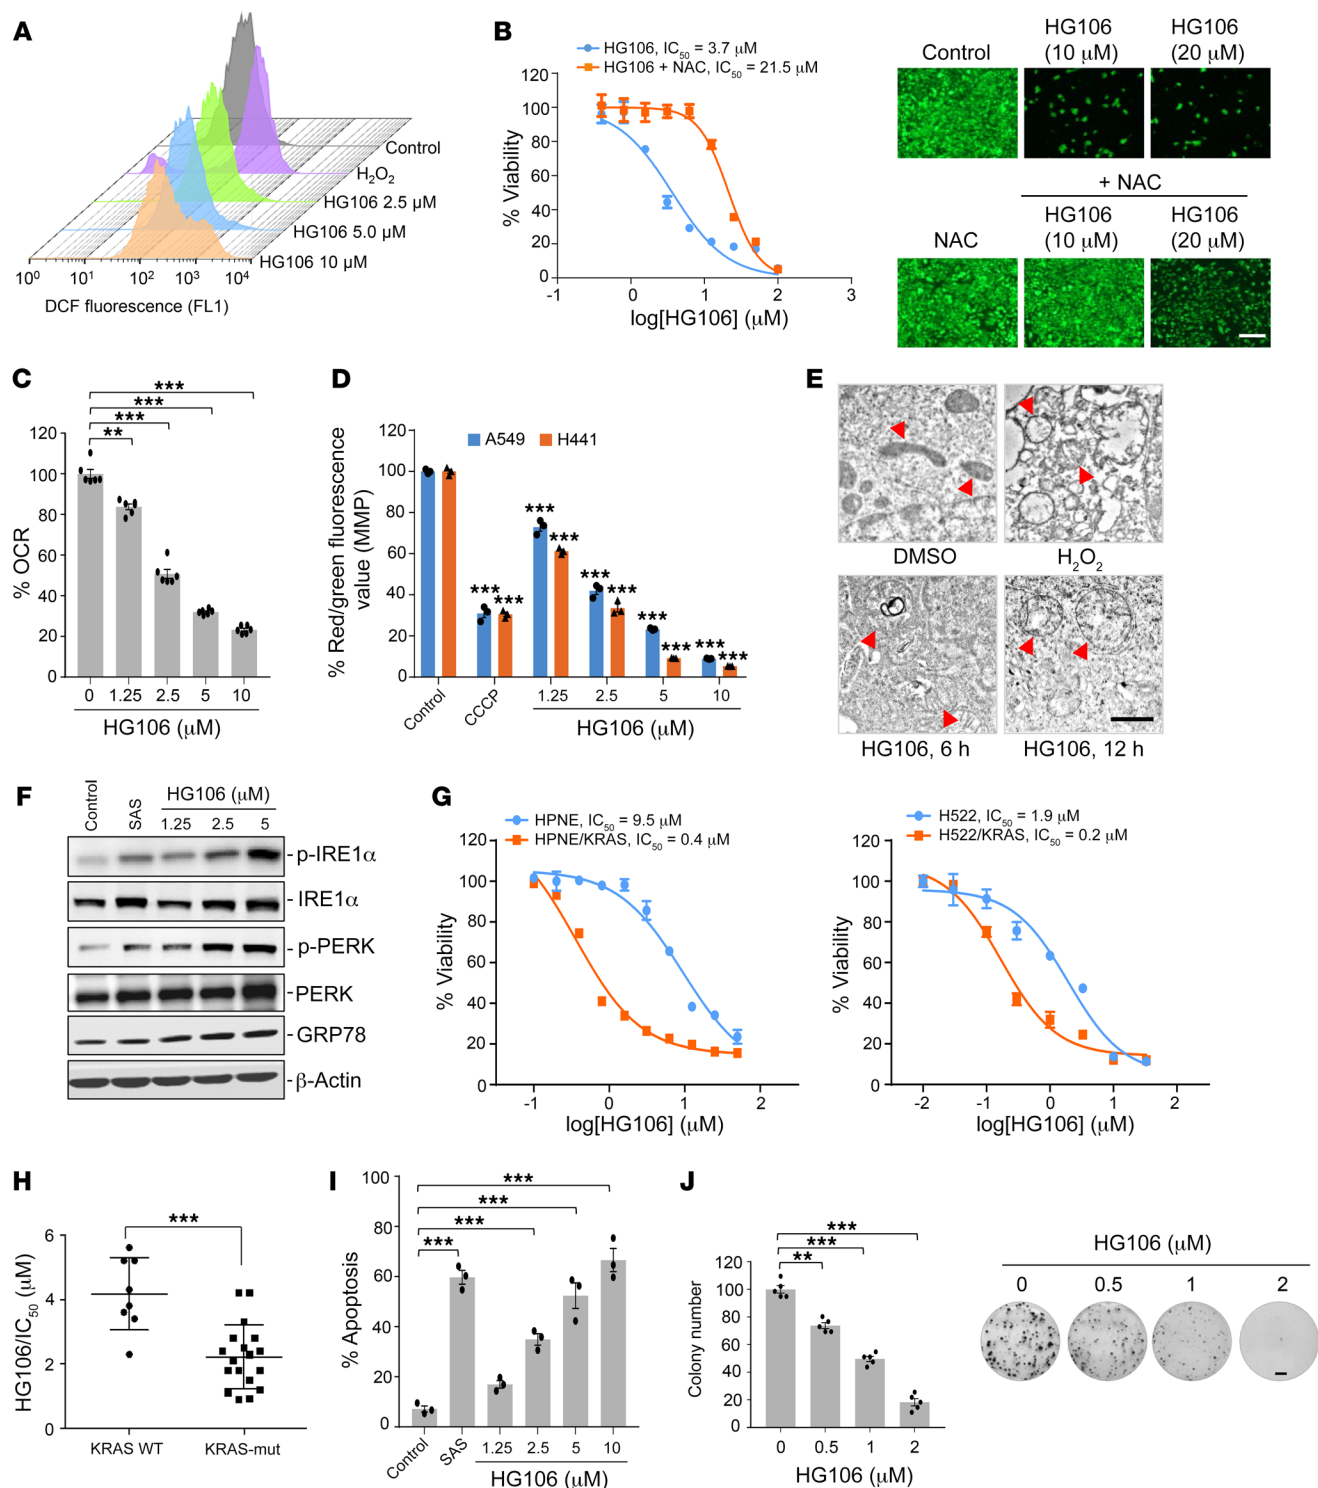 A
Control
H2O2
HG106 2.5 μM
HG106 5.0 μM
HG106 10 μM
10⁰ 10¹ 10² 10³ 10⁴
DCF fluorescence (FL1)
B
HG106, IC50 = 3.7 μM
HG106 + NAC, IC50 = 21.5 μM
% Viability
120
100
80
60
40
20
0
-1 0 1 2 3
log[HG106] (μM)
Control
HG106
(10 μM)
HG106
(20 μM)
+ NAC
NAC
HG106
(10 μM)
HG106
(20 μM)
C
***
***
***
**
% OCR
120
100
80
60
40
20
0
0 1.25 2.5 5 10
HG106 (μM)
D
A549 H441
% Red/green fluorescence
value (MMP)
120
100
80
60
40
20
0
*** ***
*** ***
*** ***
*** ***
*** ***
Control CCCP 1.25 2.5 5 10
HG106 (μM)
E
DMSO
H2O2
HG106, 6 h
HG106, 12 h
F
Control SAS HG106 (μM)
1.25 2.5 5
p-IRE1α
IRE1α
p-PERK
PERK
GRP78
β-Actin
G
HPNE, IC50 = 9.5 μM
HPNE/KRAS, IC50 = 0.4 μM
% Viability
120
100
80
60
40
20
0
-1 0 1 2
log[HG106] (μM)
H522, IC50 = 1.9 μM
H522/KRAS, IC50 = 0.2 μM
% Viability
120
100
80
60
40
20
0
-2 -1 0 1 2
log[HG106] (μM)
H
***
HG106/IC50 (μM)
6
4
2
0
KRAS WT KRAS-mut
I
***
***
***
***
% Apoptosis
100
80
60
40
20
0
Control SAS 1.25 2.5 5 10
HG106 (μM)
J
***
***
**
Colony number
120
100
80
60
40
20
0
0 0.5 1 2
HG106 (μM)
HG106 (μM)
0 0.5 1 2